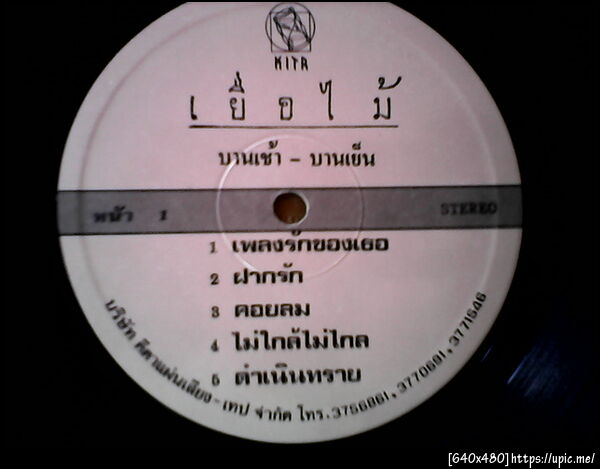 KITA
เยื่อไม้
บานเช้า - บานเย็น
หน้า 1 STEREO
1 เพลงรักของเธอ
2 ฝากรัก
3 คอยลม
4 ไม่ใกล้ไม่ไกล
5 ดำเนินทราย
บริษัท คีตาแผ่นเสียง - เทป จำกัด โทร. 3756861, 3770681, 3771546
[640x480]https://upic.me/